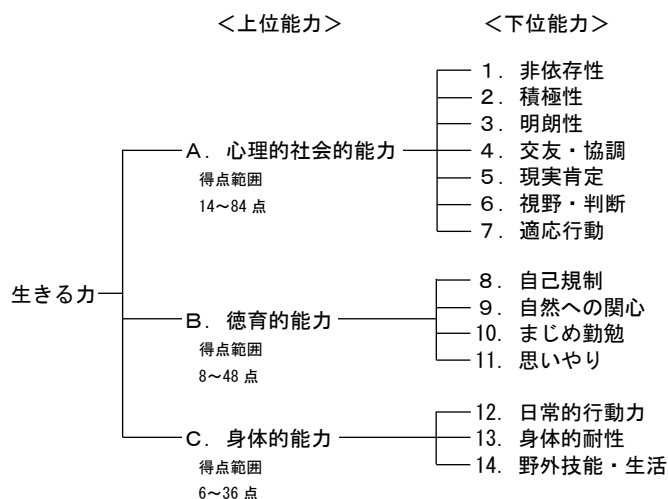 ＜上位能力＞ ＜下位能力＞
1．非依存性
2．積極性
3．明朗性
A．心理的社会的能力 4．交友・協調
得点範囲 5．現実肯定
14～84 点 6．視野・判断
7．適応行動
生きる力
8．自己規制
9．自然への関心
B．徳育的能力 10．まじめ勤勉
得点範囲 11．思いやり
8～48 点
12．日常的行動力
C．身体的能力 13．身体的耐性
得点範囲 14．野外技能・生活
6～36 点